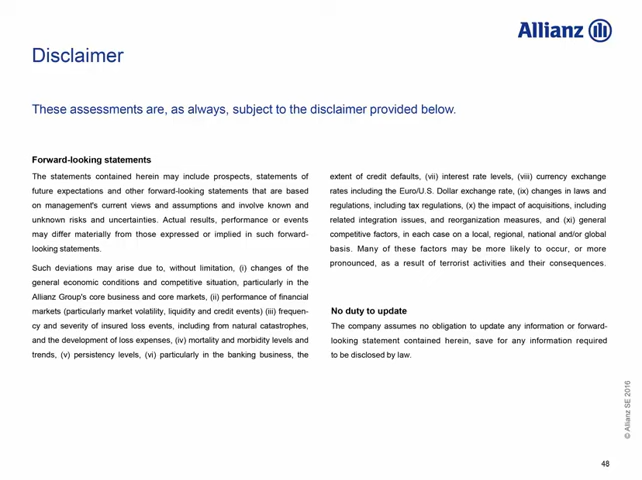 Allianz
Disclaimer
These assessments are, as always, subject to the disclaimer provided below.
Forward-looking statements
The statements contained herein may include prospects, statements of
future expectations and other forward-looking statements that are based
on management's current views and assumptions and involve known and
unknown risks and uncertainties. Actual results, performance or events
may differ materially from those expressed or implied in such forward-
looking statements.
Such deviations may arise due to, without limitation, (i) changes of the
general economic conditions and competitive situation, particularly in the
Allianz Group's core business and core markets, (ii) performance of financial
markets (particularly market volatility, liquidity and credit events) (iii) frequen-
cy and severity of insured loss events, including from natural catastrophes,
and the development of loss expenses, (iv) mortality and morbidity levels and
trends, (v) persistency levels, (vi) particularly in the banking business, the
extent of credit defaults, (vii) interest rate levels, (viii) currency exchange
rates including the Euro/U.S. Dollar exchange rate, (ix) changes in laws and
regulations, including tax regulations, (x) the impact of acquisitions, including
related integration issues, and reorganization measures, and (xi) general
competitive factors, in each case on a local, regional, national and/or global
basis. Many of these factors may be more likely to occur, or more
pronounced, as a result of terrorist activities and their consequences.
No duty to update
The company assumes no obligation to update any information or forward-
looking statement contained herein, save for any information required
to be disclosed by law.
© Allianz SE 2016
48